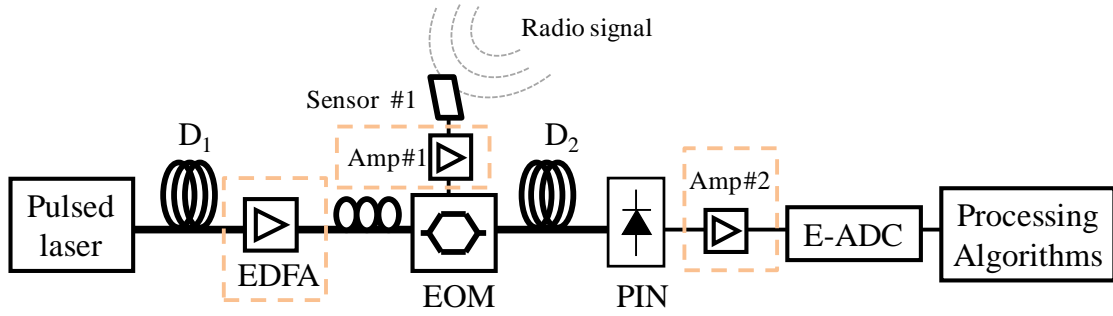 Radio signal
Sensor #1
D₁
Amp#1
D₂
Amp#2
Pulsed
laser
EDFA
EOM
PIN
E-ADC
Processing
Algorithms